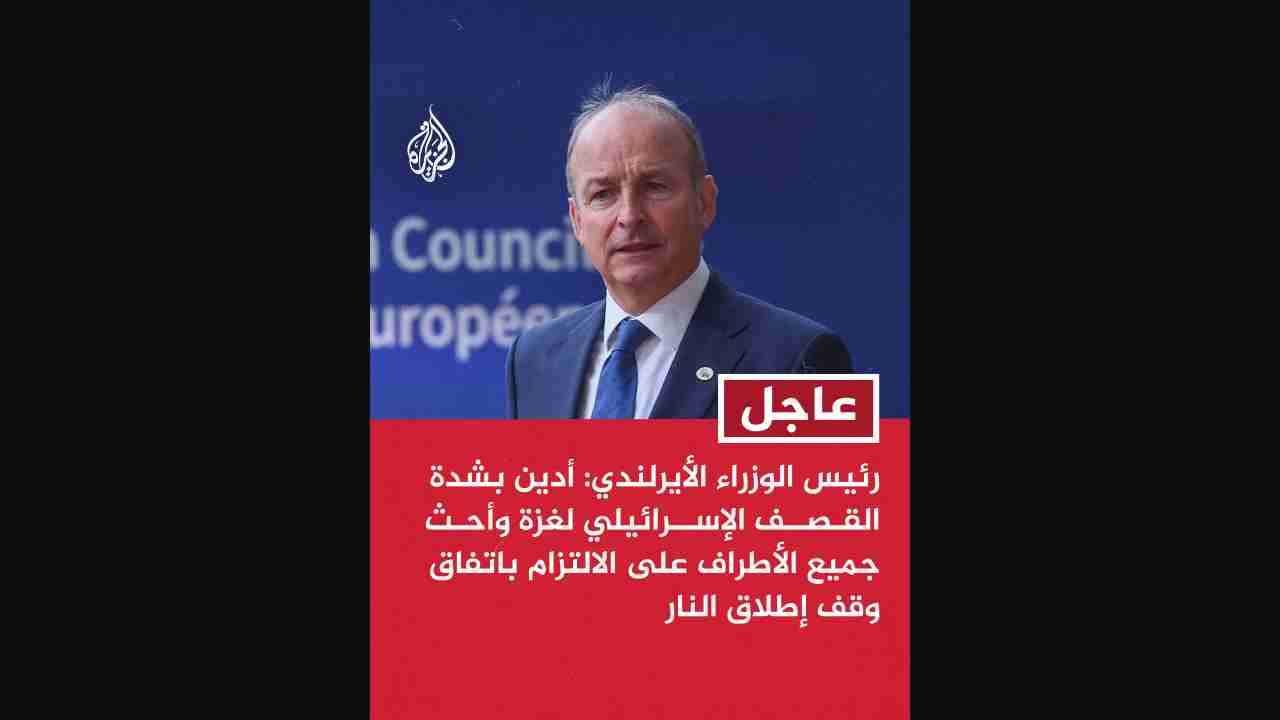 الجزيرة
n Council
uropéen
عاجل
رئيس الوزراء الأيرلندي: أدين بشدة
القصف الإسرائيلي لغزة وأحث
جميع الأطراف على الالتزام باتفاق
وقف إطلاق النار